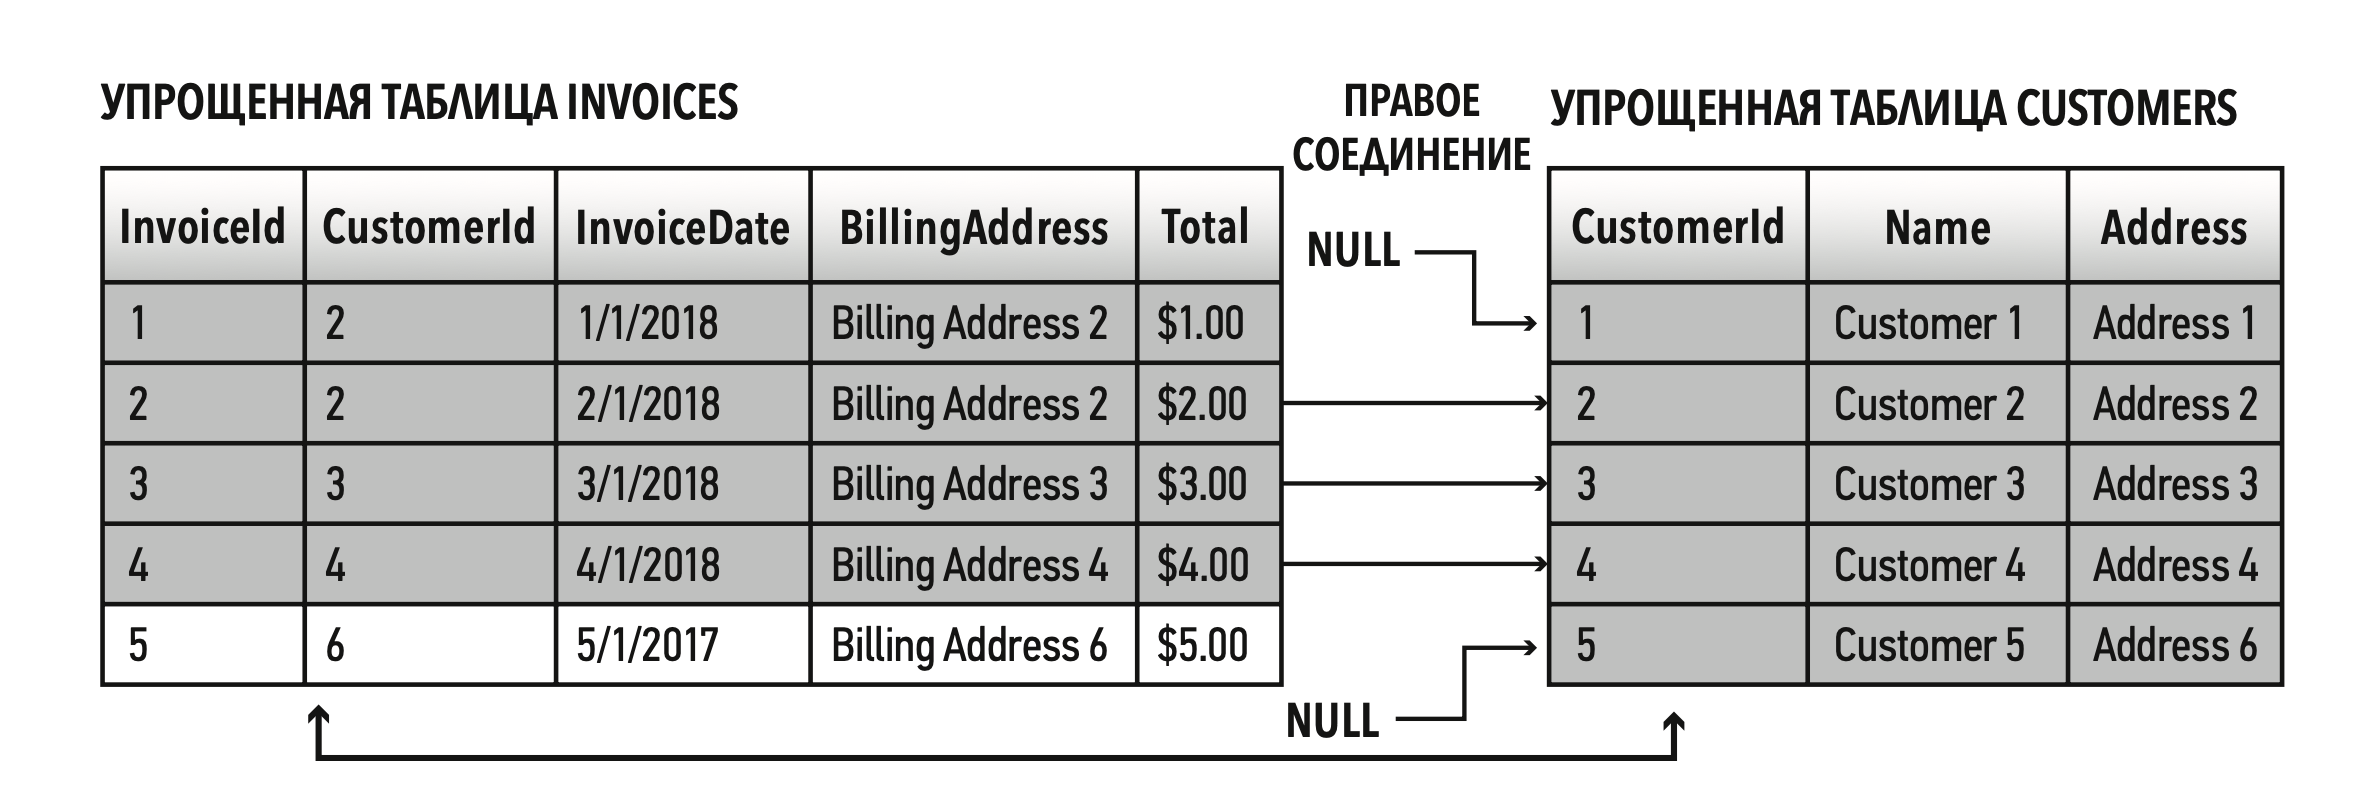 УПРОЩЕННАЯ ТАБЛИЦА INVOICES
InvoiceId CustomerId InvoiceDate BillingAddress Total
1 2 1/1/2018 Billing Address 2 $1.00
2 2 2/1/2018 Billing Address 2 $2.00
3 3 3/1/2018 Billing Address 3 $3.00
4 4 4/1/2018 Billing Address 4 $4.00
5 6 5/1/2017 Billing Address 6 $5.00
ПРАВОЕ
СОЕДИНЕНИЕ
NULL
NULL
УПРОЩЕННАЯ ТАБЛИЦА CUSTOMERS
CustomerId Name Address
1 Customer 1 Address 1
2 Customer 2 Address 2
3 Customer 3 Address 3
4 Customer 4 Address 4
5 Customer 5 Address 6